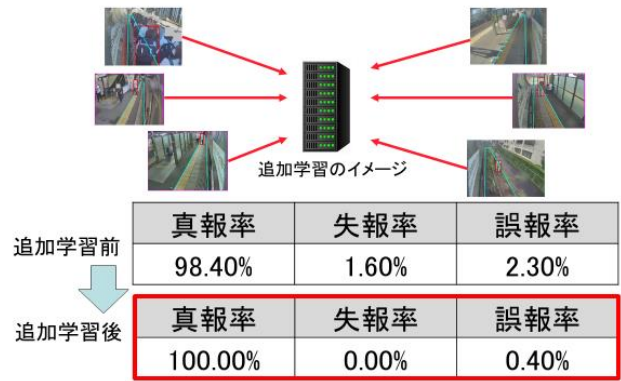 追加学習のイメージ
追加学習前
真報率 失報率 誤報率
98.40% 1.60% 2.30%
追加学習後
真報率 失報率 誤報率
100.00% 0.00% 0.40%